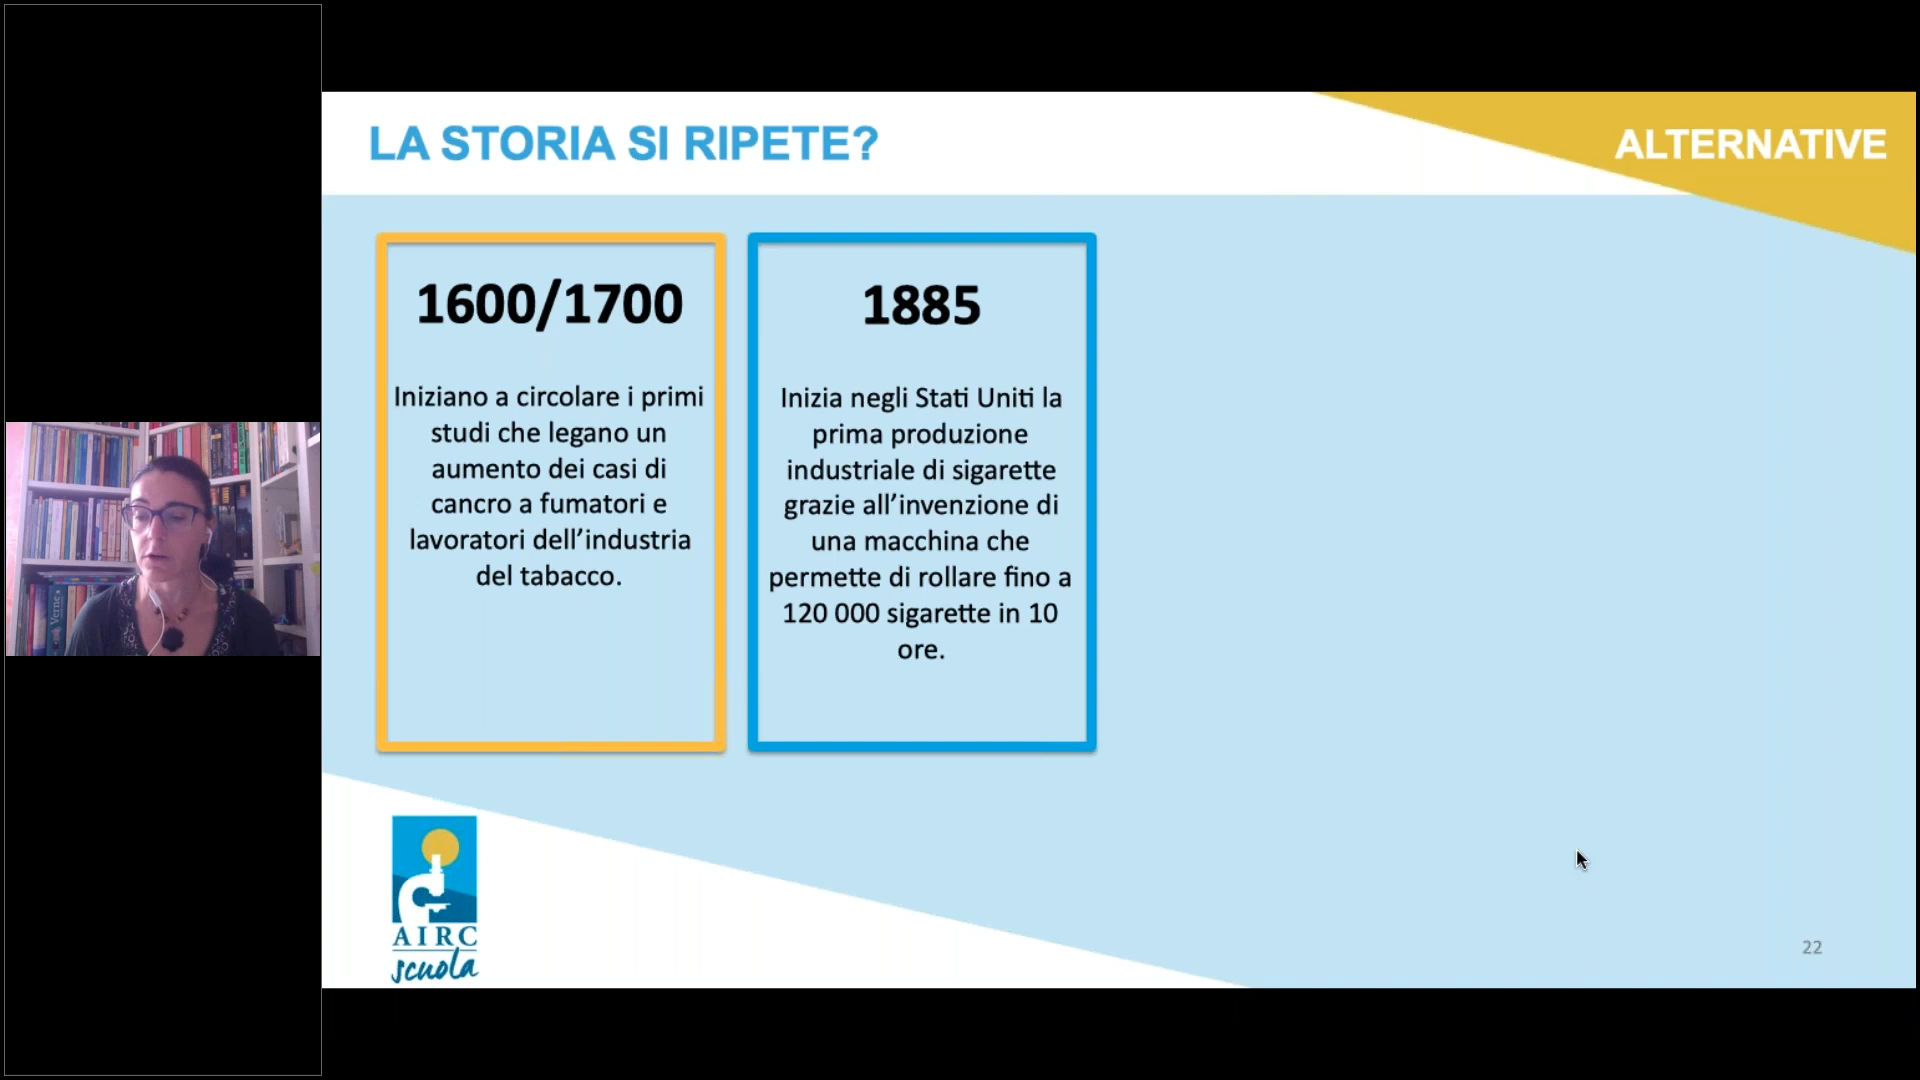 LA STORIA SI RIPETE?
ALTERNATIVE
1600/1700
Iniziano a circolare i primi
studi che legano un
aumento dei casi di
cancro a fumatori e
lavoratori dell’industria
del tabacco.
1885
Inizia negli Stati Uniti la
prima produzione
industriale di sigarette
grazie all’invenzione di
una macchina che
permette di rollare fino a
120 000 sigarette in 10
ore.
Verne
AIRC
scuola
22